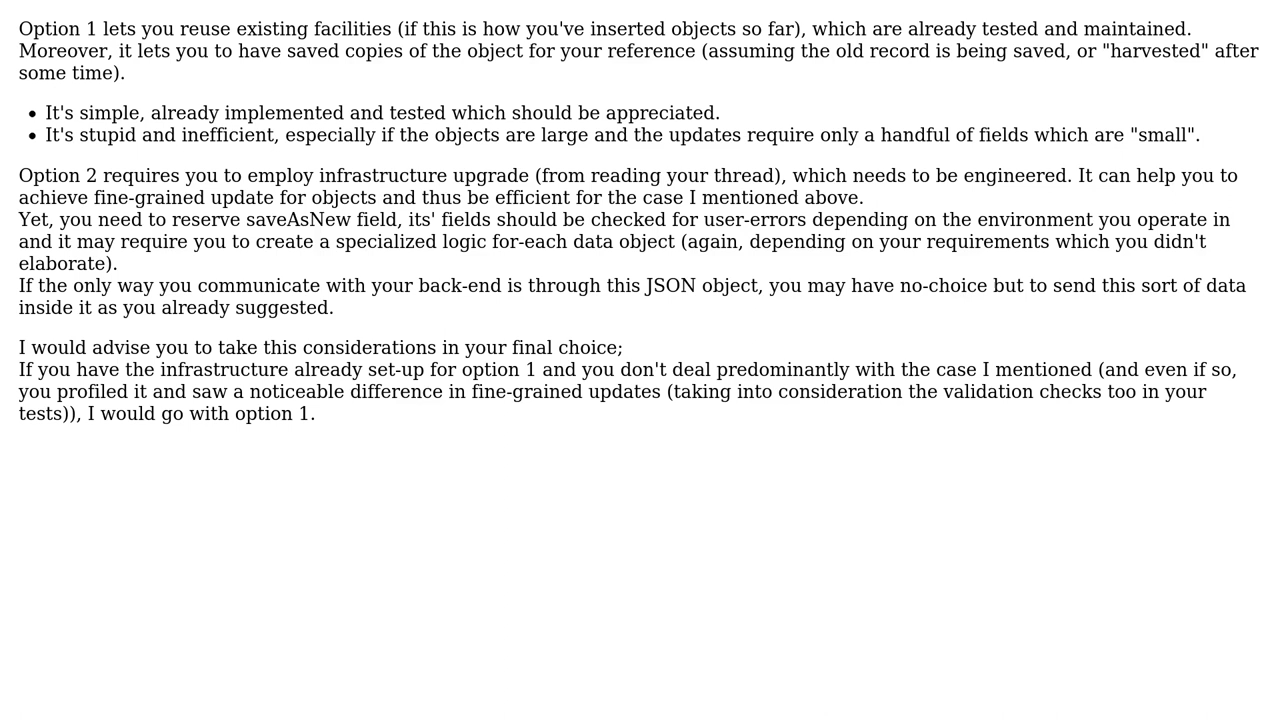 Option 1 lets you reuse existing facilities (if this is how you've inserted objects so far), which are already tested and maintained.
Moreover, it lets you to have saved copies of the object for your reference (assuming the old record is being saved, or "harvested" after
some time).
• It's simple, already implemented and tested which should be appreciated.
• It's stupid and inefficient, especially if the objects are large and the updates require only a handful of fields which are "small".
Option 2 requires you to employ infrastructure upgrade (from reading your thread), which needs to be engineered. It can help you to
achieve fine-grained update for objects and thus be efficient for the case I mentioned above.
Yet, you need to reserve saveAsNew field, its' fields should be checked for user-errors depending on the environment you operate in
and it may require you to create a specialized logic for-each data object (again, depending on your requirements which you didn't
elaborate).
If the only way you communicate with your back-end is through this JSON object, you may have no-choice but to send this sort of data
inside it as you already suggested.
I would advise you to take this considerations in your final choice;
If you have the infrastructure already set-up for option 1 and you don't deal predominantly with the case I mentioned (and even if so,
you profiled it and saw a noticeable difference in fine-grained updates (taking into consideration the validation checks too in your
tests)), I would go with option 1.